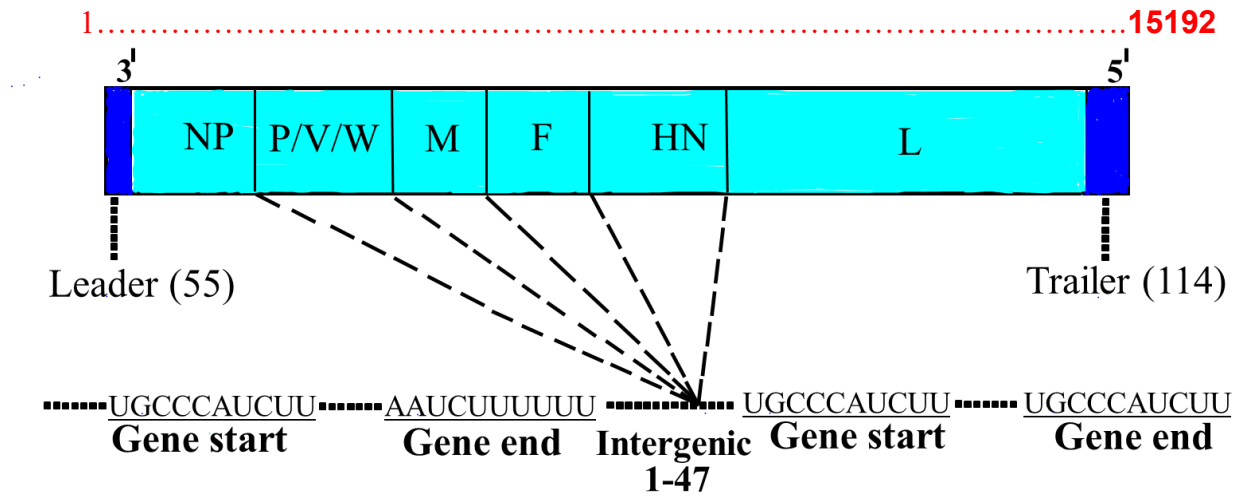 1......................................................15192
3' 5'
NP P/V/W M F HN L
Leader (55) Trailer (114)
UGCCCAUCUU AAUCUUUUUU UGCCCAUCUU UGCCCAUCUU
Gene start Gene end Intergenic Gene start Gene end
1-47